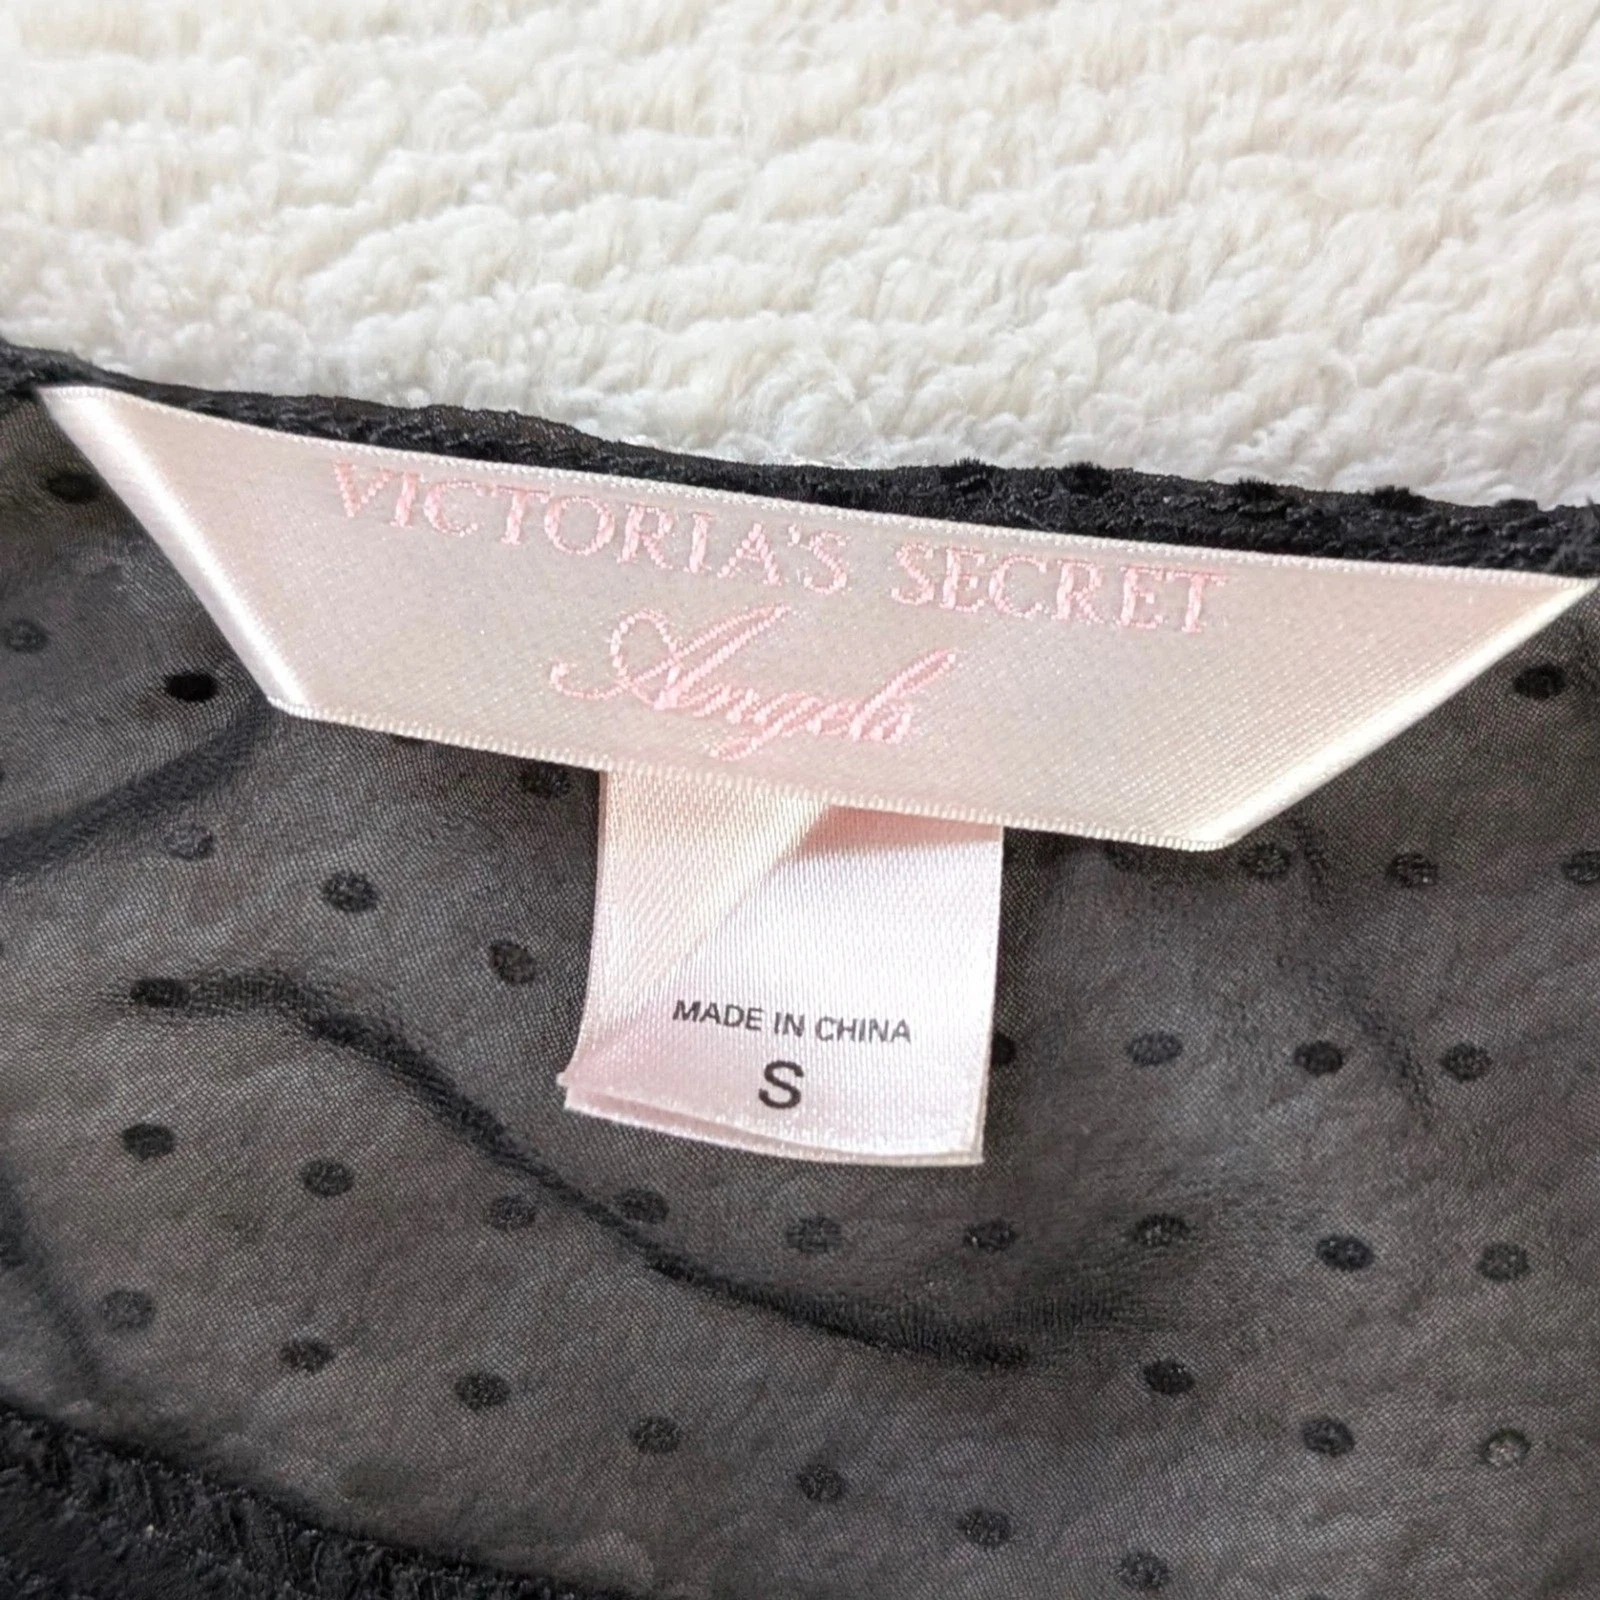 VICTORIA'S SECRET
Angels
MADE IN CHINA
S